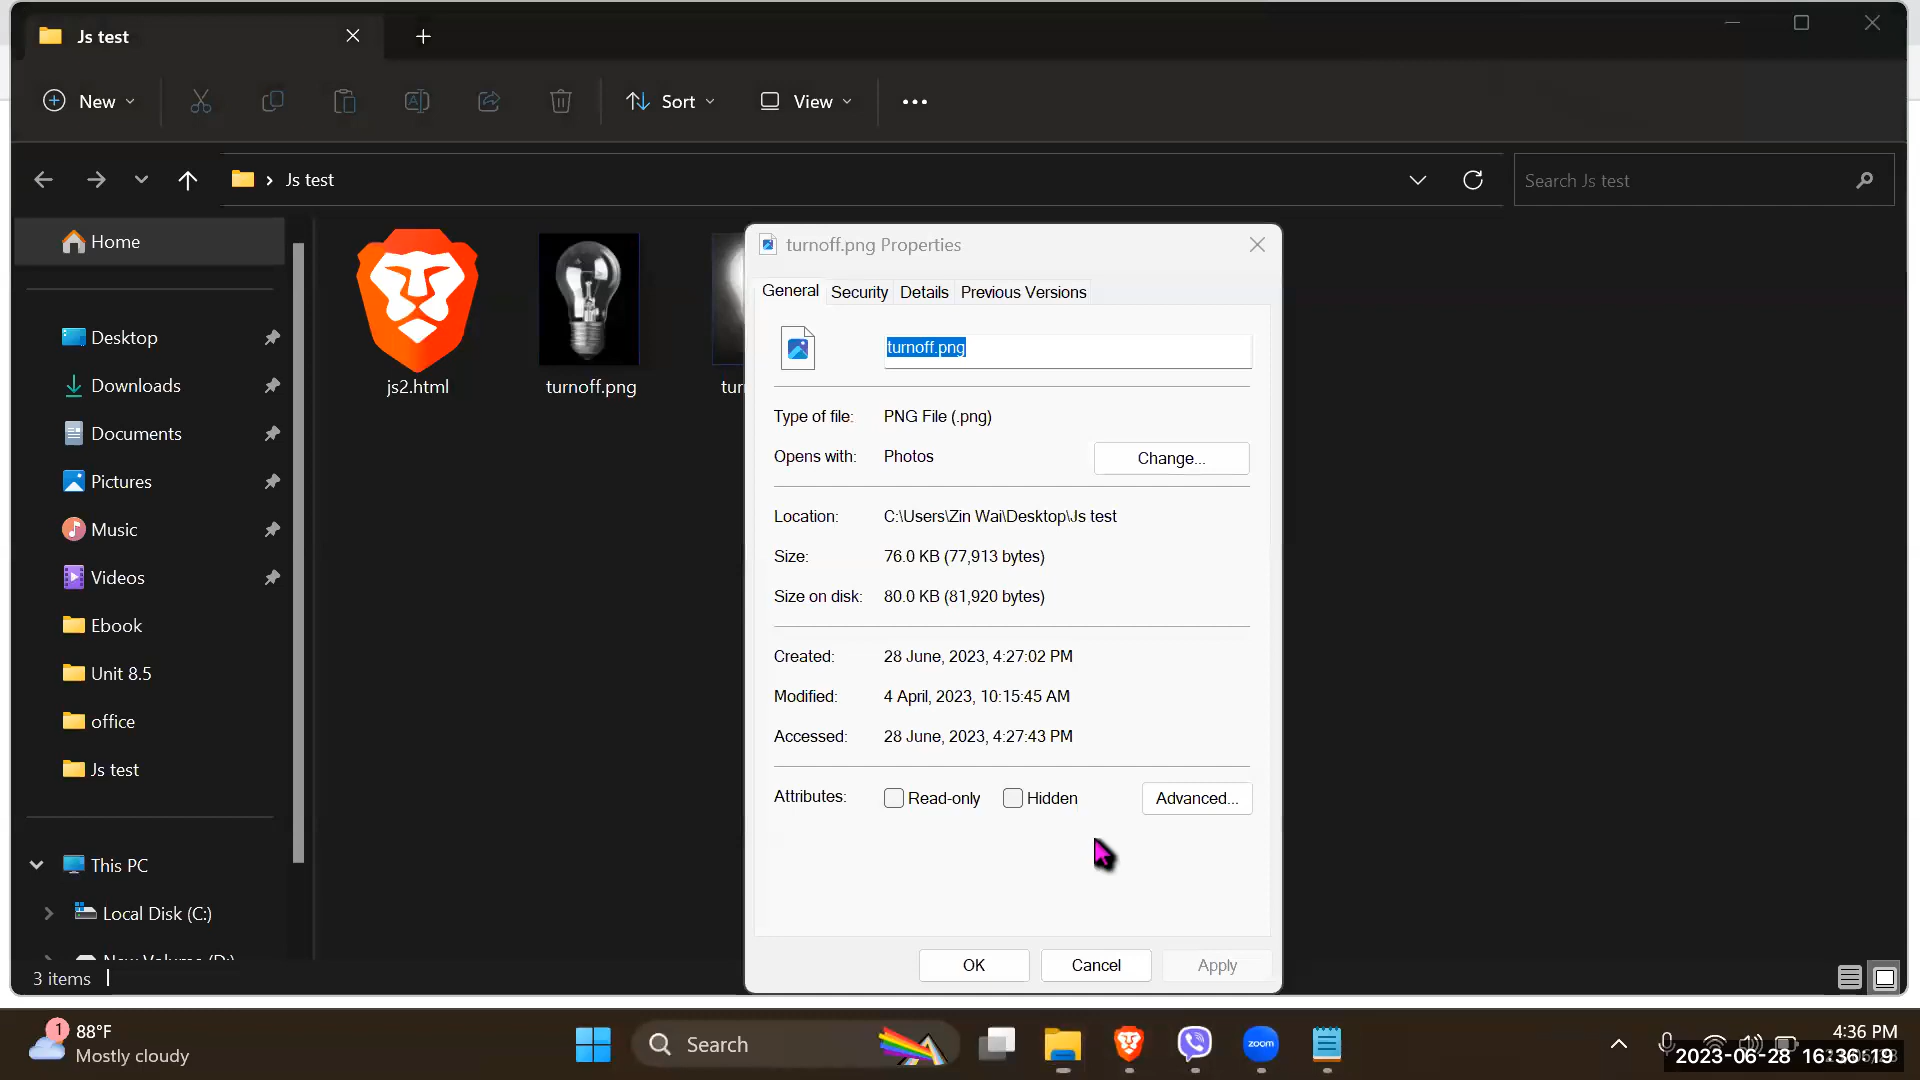 Js test
New
Sort
View
Js test
Search Js test
Home
Desktop
Downloads
Documents
Pictures
Music
Videos
Ebook
Unit 8.5
office
Js test
This PC
Local Disk (C:)
New Volume (D:)
3 items
js2.html
turnoff.png
tur
turnoff.png Properties
General Security Details Previous Versions
turnoff.png
Type of file: PNG File (.png)
Opens with: Photos Change...
Location: C:\Users\Zin Wai\Desktop\Js test
Size: 76.0 KB (77,913 bytes)
Size on disk: 80.0 KB (81,920 bytes)
Created: 28 June, 2023, 4:27:02 PM
Modified: 4 April, 2023, 10:15:45 AM
Accessed: 28 June, 2023, 4:27:43 PM
Attributes: Read-only Hidden Advanced...
OK Cancel Apply
1
88°F
Mostly cloudy
Search
zoom
4:36 PM
2023-06-28 16:36:19